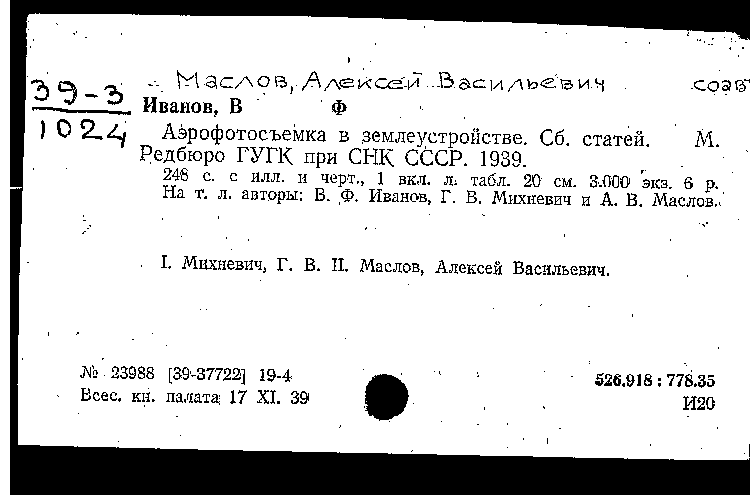 Маслов, Алексей Васильевич соав
39-3
1024
Иванов, В Ф
Аэрофотосъемка в землеустройстве. Сб. статей. М.
Редбюро ГУГК при СНК СССР. 1939.
248 с. с илл. и черт., 1 вкл. л. табл. 20 см. 3.000 экз. 6 р.
На т. л. авторы: В. Ф. Иванов, Г. В. Михневич и А. В. Маслов.
I. Михневич, Г. В. II. Маслов, Алексей Васильевич.
№ 23988 [39-37722] 19-4
Всес. кн. палата 17 XI. 39
526.918 : 778.35
И20